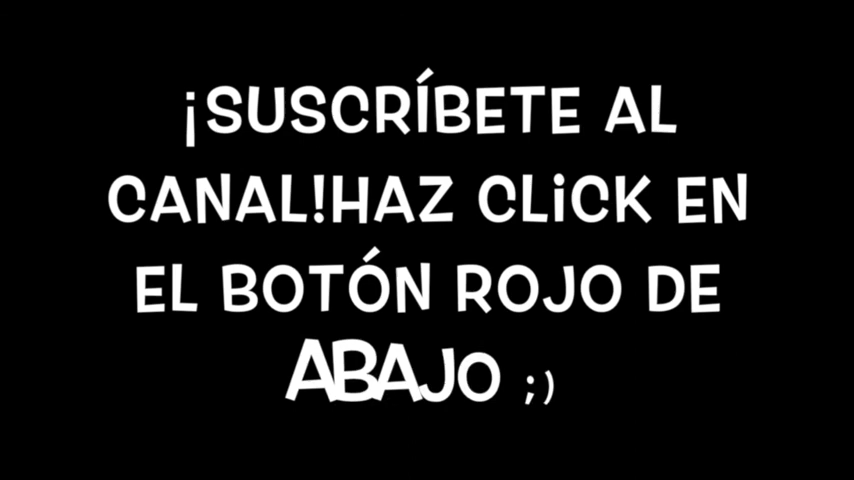 ¡SUSCRÍBETE AL
CANAL!HAZ CLiCK EN
EL BOTÓN ROJO DE
ABAJO ;)